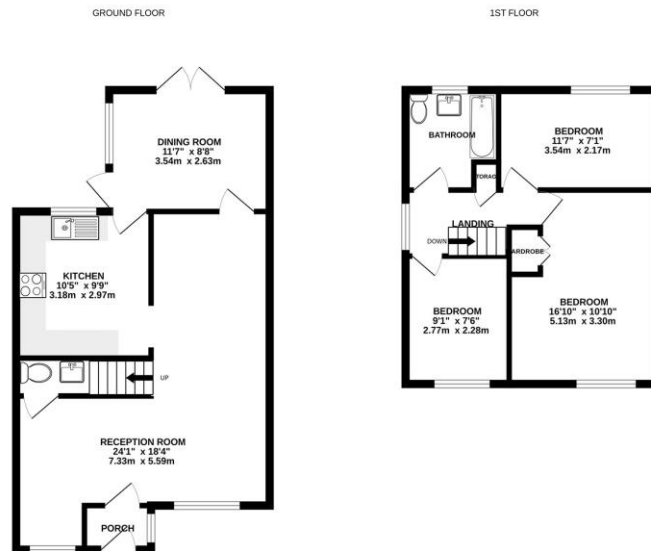 GROUND FLOOR
1ST FLOOR
DINING ROOM
11'7" x 8'8"
3.54m x 2.63m
KITCHEN
10'5" x 9'9"
3.18m x 2.97m
UP
RECEPTION ROOM
24'1" x 18'4"
7.33m x 5.59m
PORCH
BATHROOM
BEDROOM
11'7" x 7'1"
3.54m x 2.17m
TORAG
LANDING
DOWN
ARDROBE
BEDROOM
9'1" x 7'6"
2.77m x 2.28m
BEDROOM
16'10" x 10'10"
5.13m x 3.30m